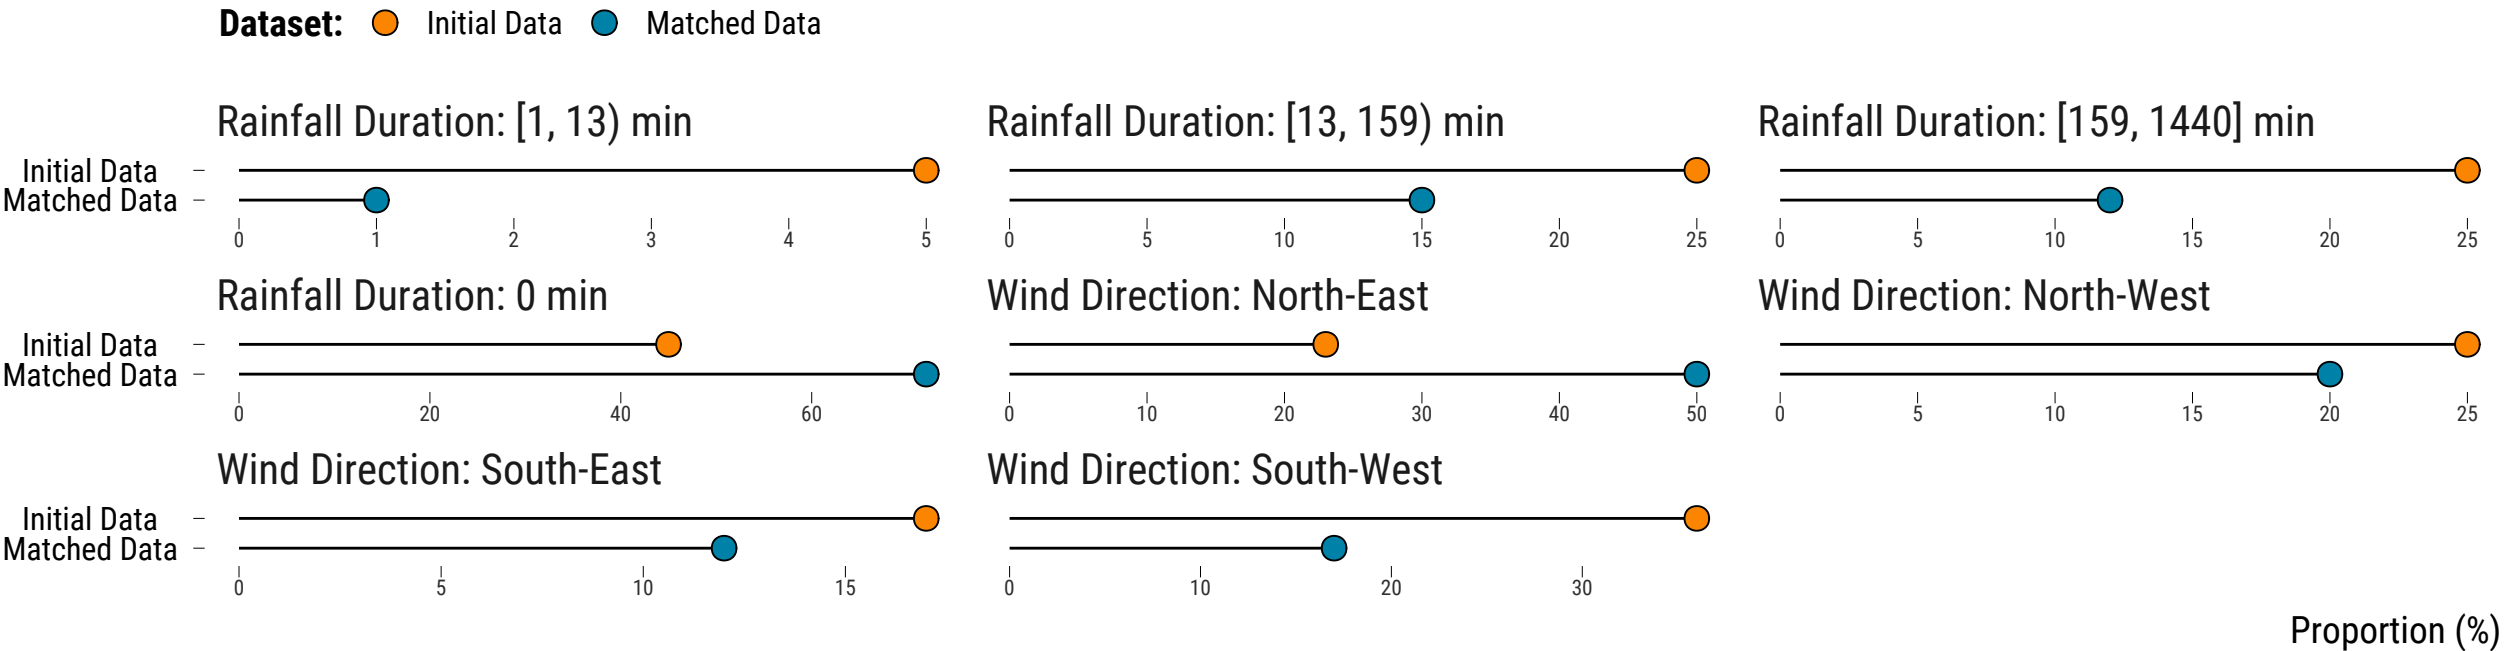 Dataset: Initial Data Matched Data
Rainfall Duration: [1, 13) min Rainfall Duration: [13, 159) min Rainfall Duration: [159, 1440] min
Initial Data
Matched Data
0 1 2 3 4 5 0 5 10 15 20 25 0 5 10 15 20 25
Rainfall Duration: 0 min Wind Direction: North-East Wind Direction: North-West
Initial Data
Matched Data
0 20 40 60 0 10 20 30 40 50 0 5 10 15 20 25
Wind Direction: South-East Wind Direction: South-West
Initial Data
Matched Data
0 5 10 15 0 10 20 30
Proportion (%)